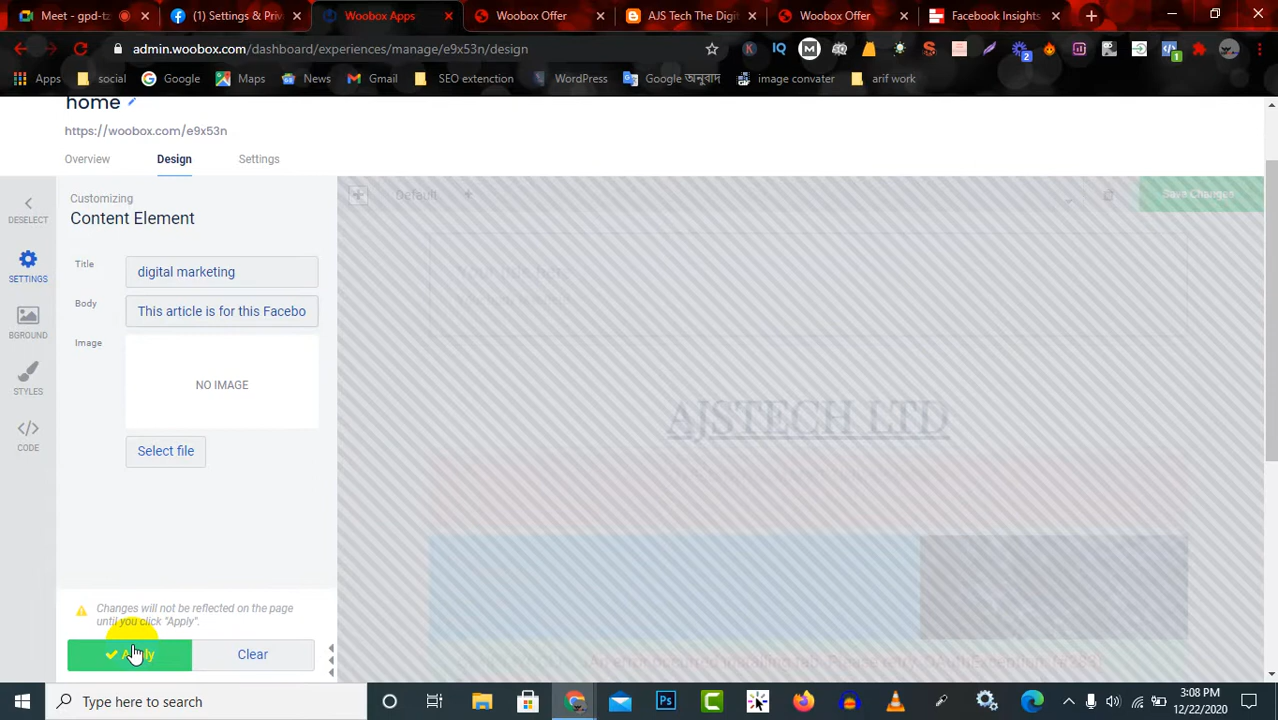 Meet - gpd-tz
(1) Settings & Priva
Woobox Apps
Woobox Offer
AJS Tech The Digit
Woobox Offer
Facebook Insights
admin.woobox.com/dashboard/experiences/manage/e9x53n/design
Apps
social
Google
Maps
News
Gmail
SEO extenction
WordPress
Google অনুবাদ
image convater
arif work
home
https://woobox.com/e9x53n
Overview
Design
Settings
DESELECT
SETTINGS
BGROUND
STYLES
CODE
Customizing
Content Element
Title
digital marketing
Body
This article is for this Facebo
Image
NO IMAGE
Select file
Changes will not be reflected on the page
until you click "Apply".
Apply
Clear
Default
Save Changes
AJSTECH LTD
Type here to search
3:08 PM
12/22/2020